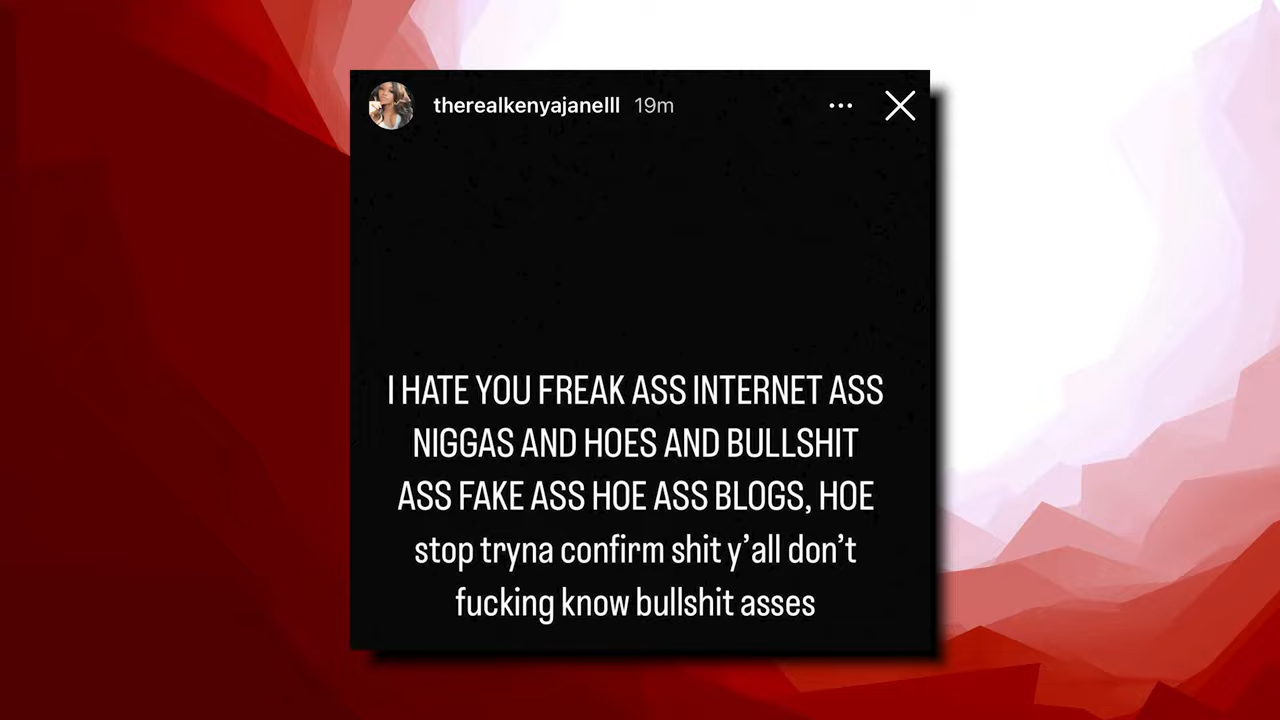 therealkenyajanelll 19m
I HATE YOU FREAK ASS INTERNET ASS
NIGGAS AND HOES AND BULLSHIT
ASS FAKE ASS HOE ASS BLOGS, HOE
stop tryna confirm shit y’all don’t
fucking know bullshit asses